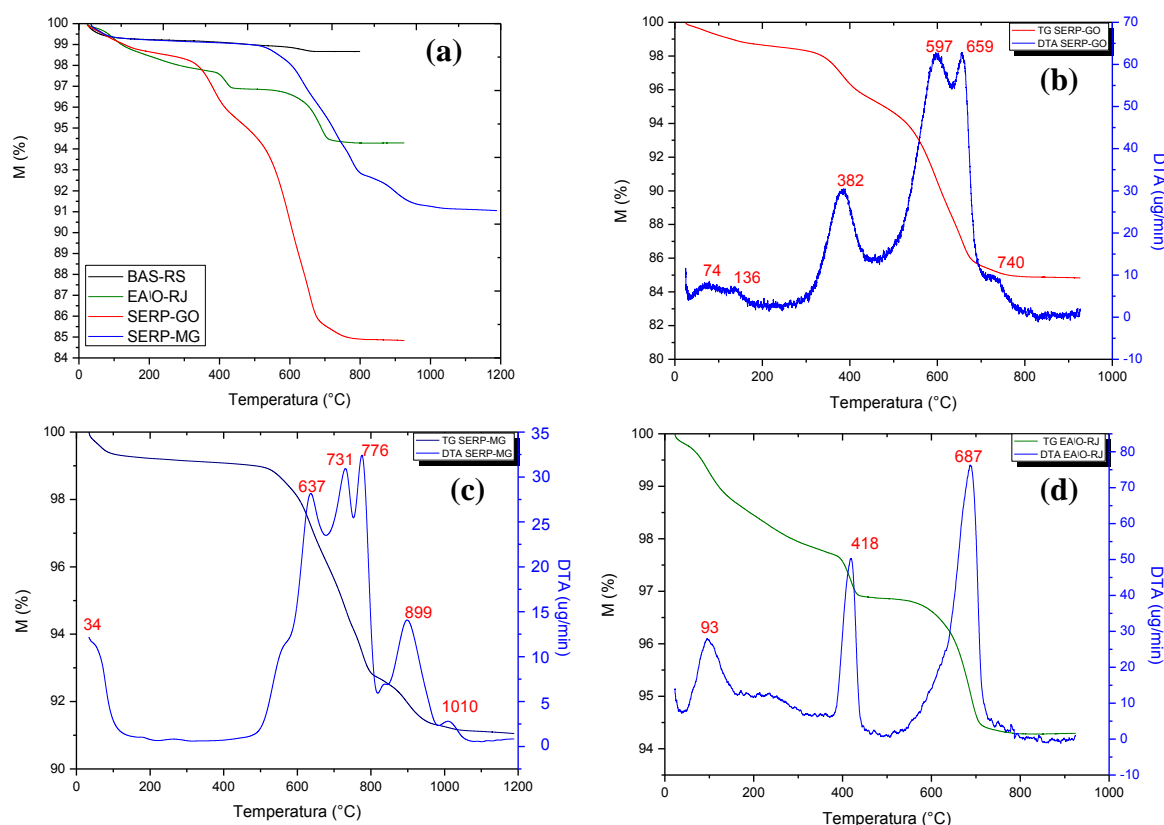 (a)
M (%)
100
99
98
97
96
95
94
93
92
91
90
89
88
87
86
85
84
BAS-RS
EA\O-RJ
SERP-GO
SERP-MG
0 200 400 600 800 1000 1200
Temperatura (°C)
(b)
TG SERP-GO
DTA SERP-GO
M (%)
100
98
96
94
92
90
88
86
84
82
80
74
136
382
597
659
740
70
60
50
40
30
20
10
0
-10
DTA (ug/min)
0 200 400 600 800 1000
Temperatura (°C)
(c)
TG SERP-MG
DTA SERP-MG
M (%)
100
98
96
94
92
90
34
637
731
776
899
1010
35
30
25
20
15
10
5
0
DTA (ug/min)
0 200 400 600 800 1000 1200
Temperatura (°C)
(d)
TG EA\O-RJ
DTA EA\O-RJ
M (%)
100
99
98
97
96
95
94
93
418
687
80
70
60
50
40
30
20
10
0
-10
DTA (ug/min)
0 200 400 600 800 1000
Temperatura (°C)